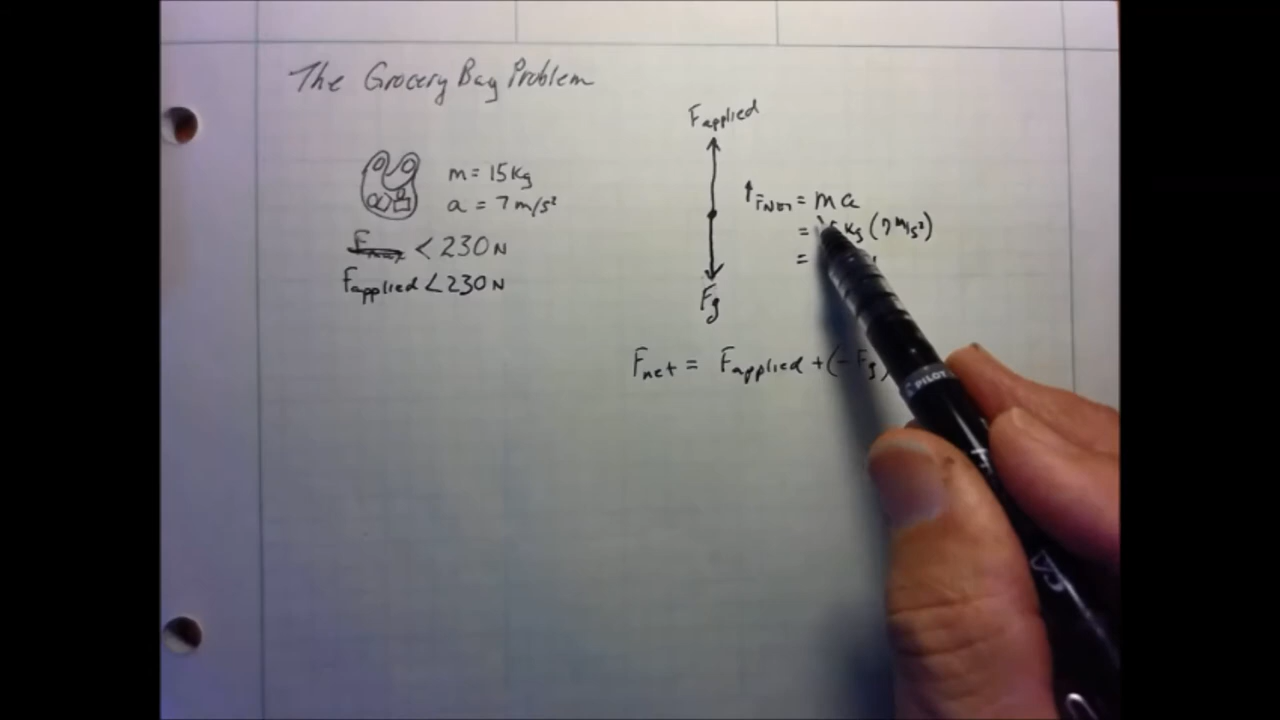 The Grocery Bag Problem
m = 15 kg
a = 7 m/s²
< 230 N
Fapplied < 230 N
Fapplied
Fg
↑ FNet = ma
= kg (7 m/s²)
=
Fnet = Fapplied + (-Fg)
PILOT